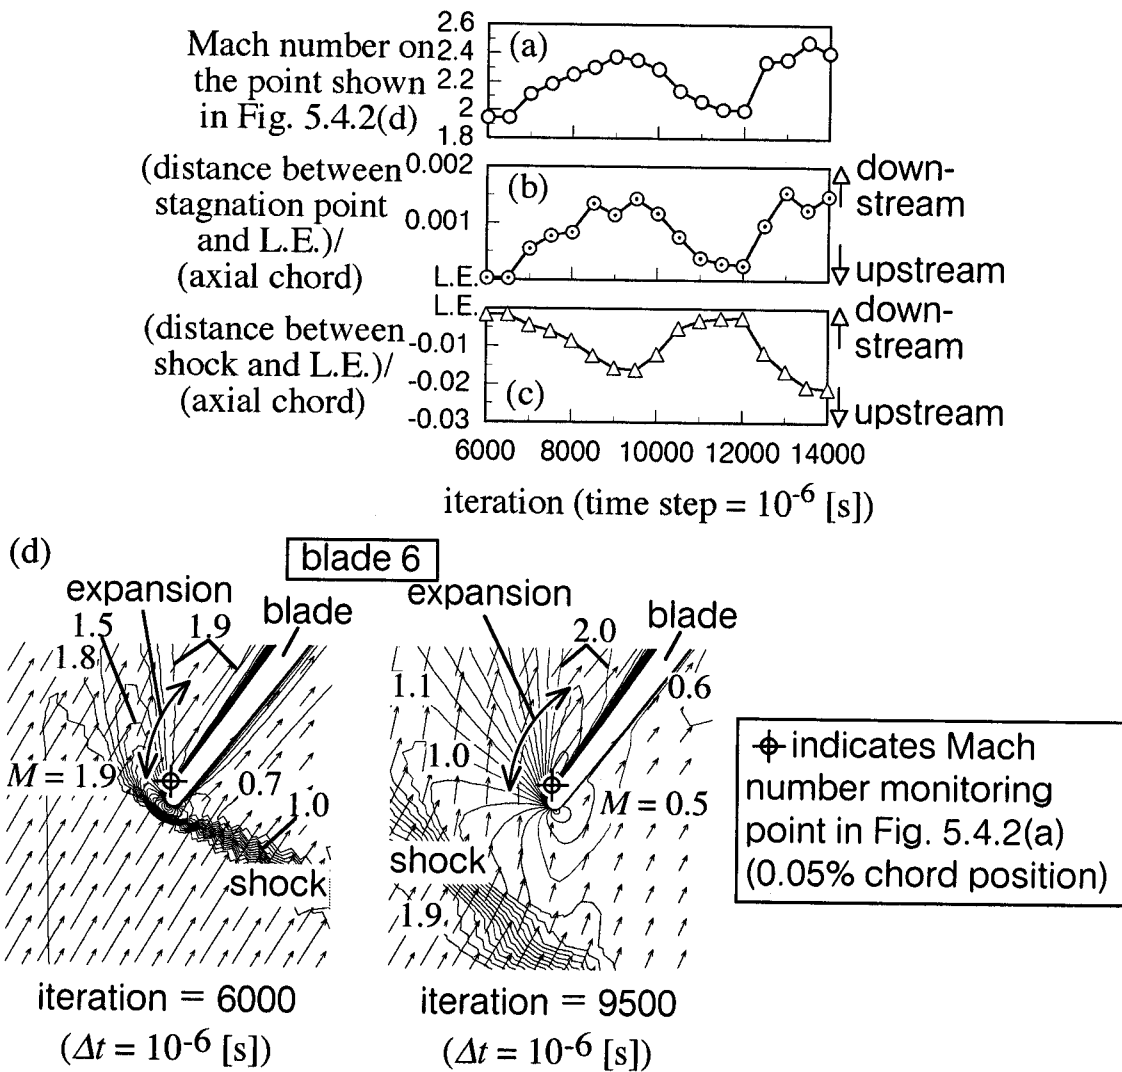 Mach number on
the point shown
in Fig. 5.4.2(d)
2.6
2.4
2.2
2
1.8
(a)
(distance between
stagnation point
and L.E.)/
(axial chord)
0.002
0.001
L.E.
(b)
down-
stream
upstream
(distance between
shock and L.E.)/
(axial chord)
L.E.
-0.01
-0.02
-0.03
(c)
down-
stream
upstream
6000 8000 10000 12000 14000
iteration (time step = 10⁻⁶ [s])
(d)
blade 6
expansion
blade
1.5
1.9
1.8
M = 1.9
0.7
1.0
shock
iteration = 6000
(Δt = 10⁻⁶ [s])
expansion
blade
2.0
1.1
0.6
1.0
M = 0.5
shock
1.9
iteration = 9500
(Δt = 10⁻⁶ [s])
indicates Mach
number monitoring
point in Fig. 5.4.2(a)
(0.05% chord position)